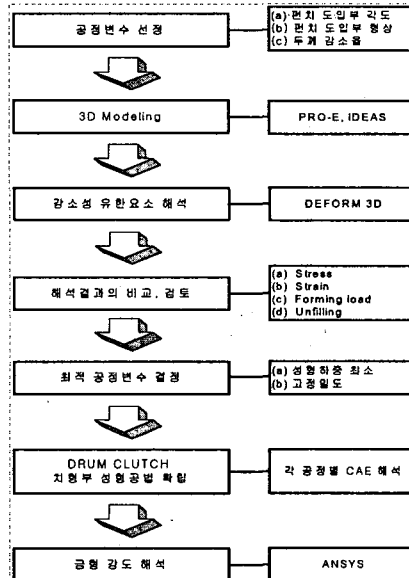 공정변수 선정
(a) 펀치 도입부 각도
(b) 펀치 도입부 형상
(c) 두께 감소율
3D Modeling
PRO-E, IDEAS
강소성 유한요소 해석
DEFORM 3D
해석결과의 비교, 검토
(a) Stress
(b) Strain
(c) Forming load
(d) Unfilling
최적 공정변수 결정
(a) 성형하중 최소
(b) 고정밀도
DRUM CLUTCH
치형부 성형공법 확립
각 공정별 CAE 해석
금형 강도 해석
ANSYS